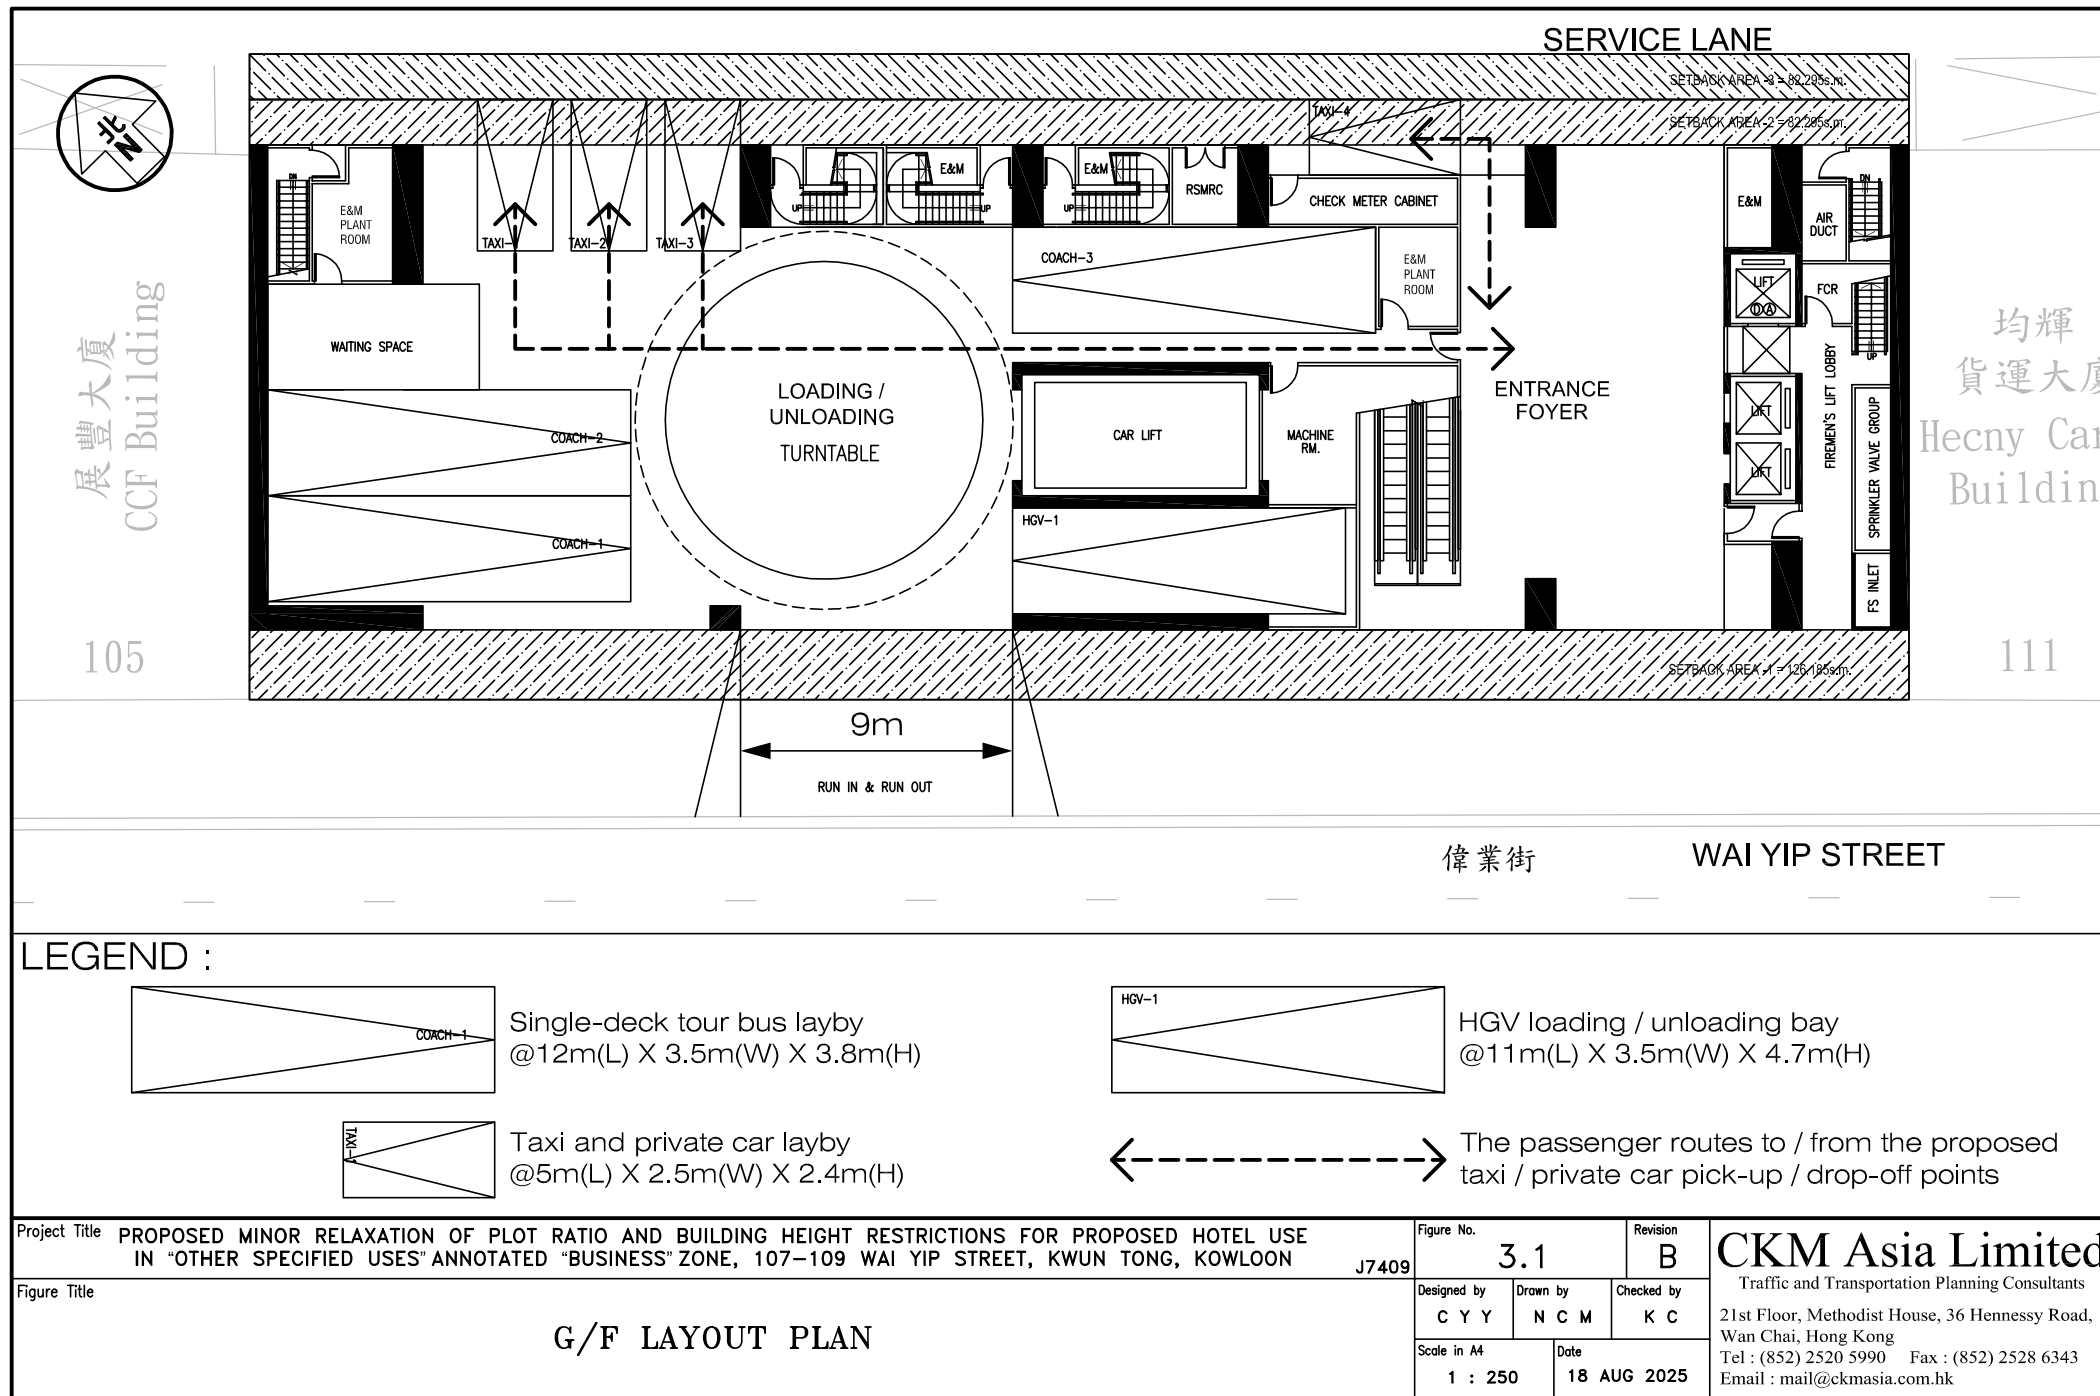 SERVICE LANE
SETBACK AREA -3 = 82.295s.m.
SETBACK AREA -2 = 82.295s.m.
北
N
TAXI-4
DN
E&M
PLANT
ROOM
E&M
E&M
RSMRC
CHECK METER CABINET
E&M
AIR
DUCT
DN
UP
UP
UP
TAXI-1
TAXI-2
TAXI-3
COACH-3
E&M
PLANT
ROOM
LIFT
D A
FCR
WAITING SPACE
UP
展豐大廈
CCF Building
均輝
貨運大廈
Hecny Car
Buildin
LOADING /
UNLOADING
TURNTABLE
ENTRANCE
FOYER
COACH-2
CAR LIFT
MACHINE
RM.
LIFT
LIFT
FIREMEN'S LIFT LOBBY
SPRINKLER VALVE GROUP
FS INLET
COACH-1
HGV-1
105
111
SETBACK AREA -1 = 126.185s.m.
9m
RUN IN & RUN OUT
偉業街
WAI YIP STREET
LEGEND :
COACH-1
Single-deck tour bus layby
@12m(L) X 3.5m(W) X 3.8m(H)
HGV-1
HGV loading / unloading bay
@11m(L) X 3.5m(W) X 4.7m(H)
TAXI-1
Taxi and private car layby
@5m(L) X 2.5m(W) X 2.4m(H)
The passenger routes to / from the proposed
taxi / private car pick-up / drop-off points
Project Title PROPOSED MINOR RELAXATION OF PLOT RATIO AND BUILDING HEIGHT RESTRICTIONS FOR PROPOSED HOTEL USE
IN "OTHER SPECIFIED USES" ANNOTATED "BUSINESS" ZONE, 107-109 WAI YIP STREET, KWUN TONG, KOWLOON
J7409
Figure No.
3.1
Revision
B
Figure Title
G/F LAYOUT PLAN
Designed by
C Y Y
Drawn by
N C M
Checked by
K C
Scale in A4
1 : 250
Date
18 AUG 2025
CKM Asia Limited
Traffic and Transportation Planning Consultants
21st Floor, Methodist House, 36 Hennessy Road,
Wan Chai, Hong Kong
Tel : (852) 2520 5990 Fax : (852) 2528 6343
Email : mail@ckmasia.com.hk